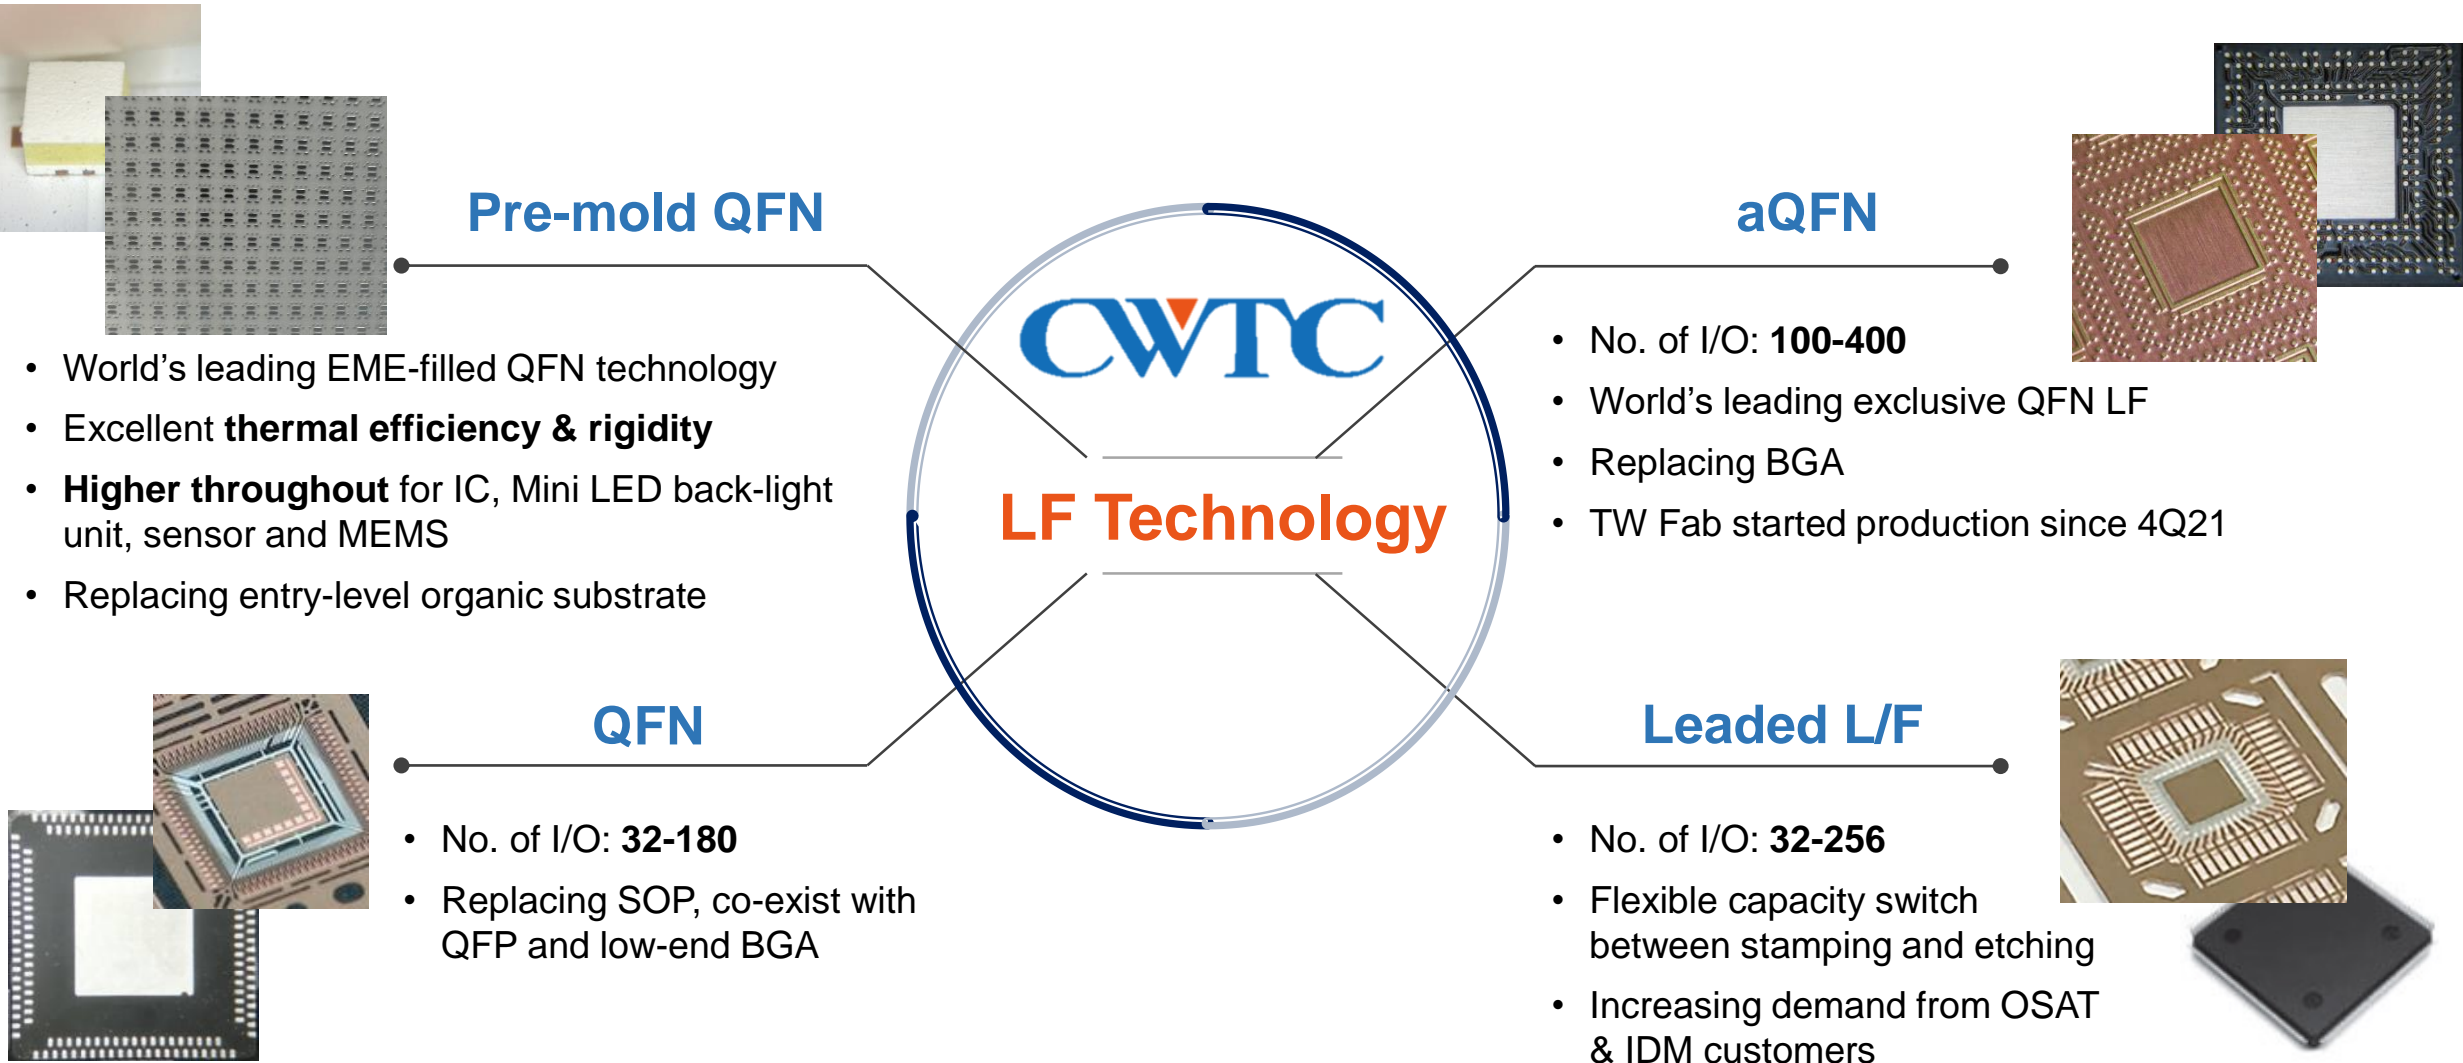 Pre-mold QFN
• World’s leading EME-filled QFN technology
• Excellent thermal efficiency & rigidity
• Higher throughout for IC, Mini LED back-light
unit, sensor and MEMS
• Replacing entry-level organic substrate
aQFN
• No. of I/O: 100-400
• World’s leading exclusive QFN LF
• Replacing BGA
• TW Fab started production since 4Q21
CWTC
LF Technology
QFN
• No. of I/O: 32-180
• Replacing SOP, co-exist with
QFP and low-end BGA
Leaded L/F
• No. of I/O: 32-256
• Flexible capacity switch
between stamping and etching
• Increasing demand from OSAT
& IDM customers